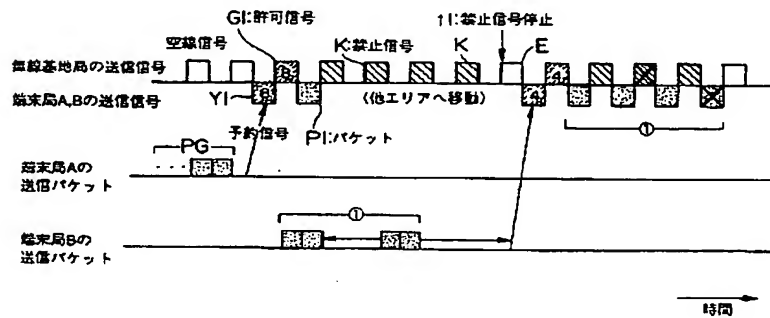 GI:許可信号
↑I:禁止信号停止
空線信号
K:禁止信号
K
E
無線基地局の送信信号
端末局A,Bの送信信号
YI
(他エリアへ移動)
予約信号
PI:パケット
①
PG
端末局Aの
送信パケット
①
端末局Bの
送信パケット
時間